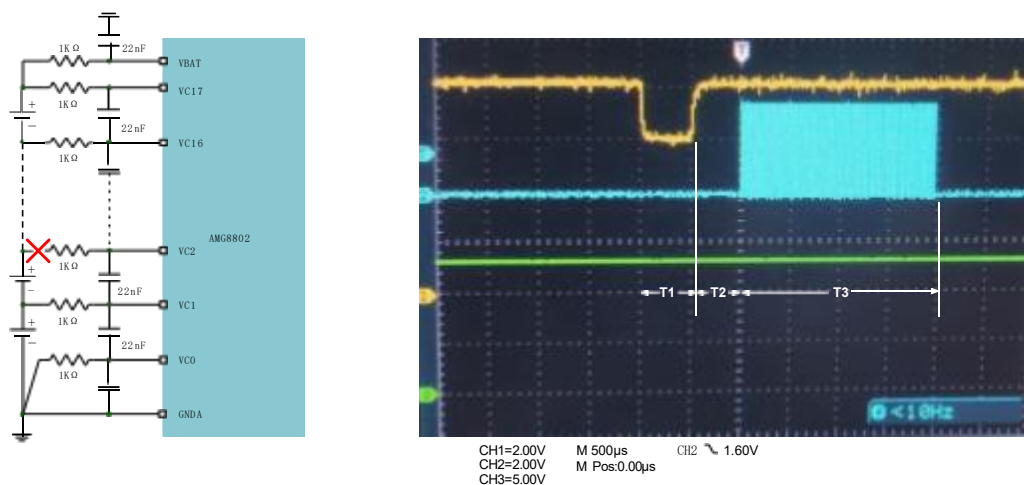 1KΩ
22nF
VBAT
1KΩ
VC17
22nF
VC16
1KΩ
AMG8802
VC2
1KΩ
22nF
VC1
1KΩ
22nF
VC0
1KΩ
GNDA
T
T1
T2
T3
<10Hz
CH1=2.00V
M 500μs
CH2 1.60V
CH2=2.00V
M Pos:0.00μs
CH3=5.00V